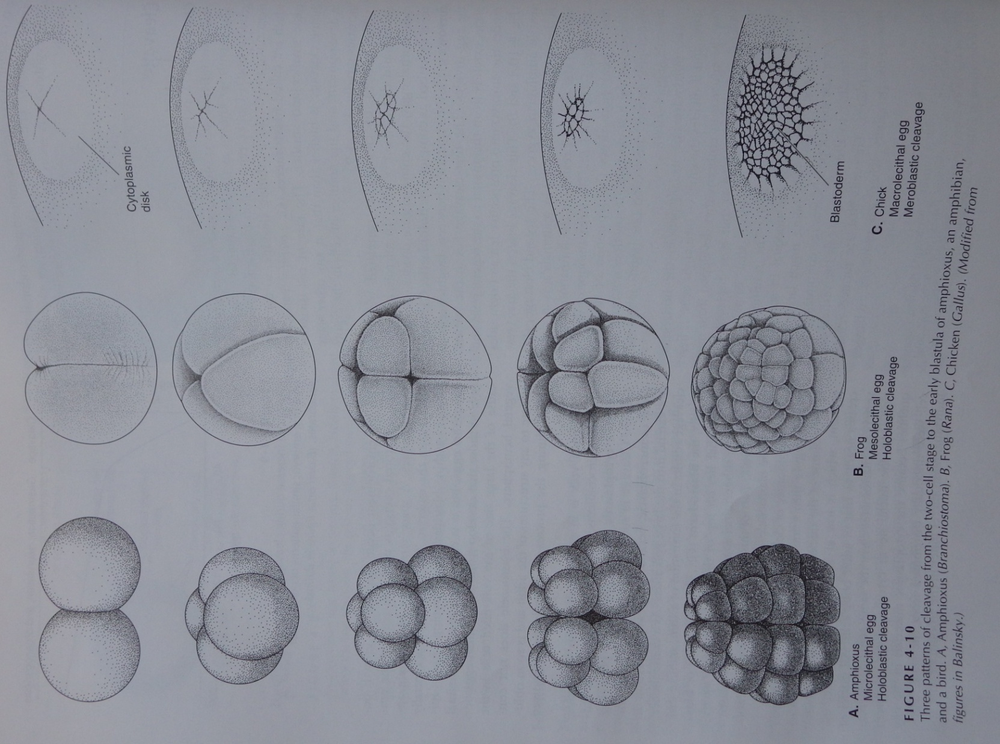 Cytoplasmic
disk
Blastoderm
A. Amphioxus
Microlecithal egg
Holoblastic cleavage
B. Frog
Mesolecithal egg
Holoblastic cleavage
C. Chick
Macrolecithal egg
Meroblastic cleavage
FIGURE 4-10
Three patterns of cleavage from the two-cell stage to the early blastula of amphioxus, an amphibian,
and a bird. A, Amphioxus (Branchiostoma). B, Frog (Rana). C, Chicken (Gallus). (Modified from
figures in Balinsky.)